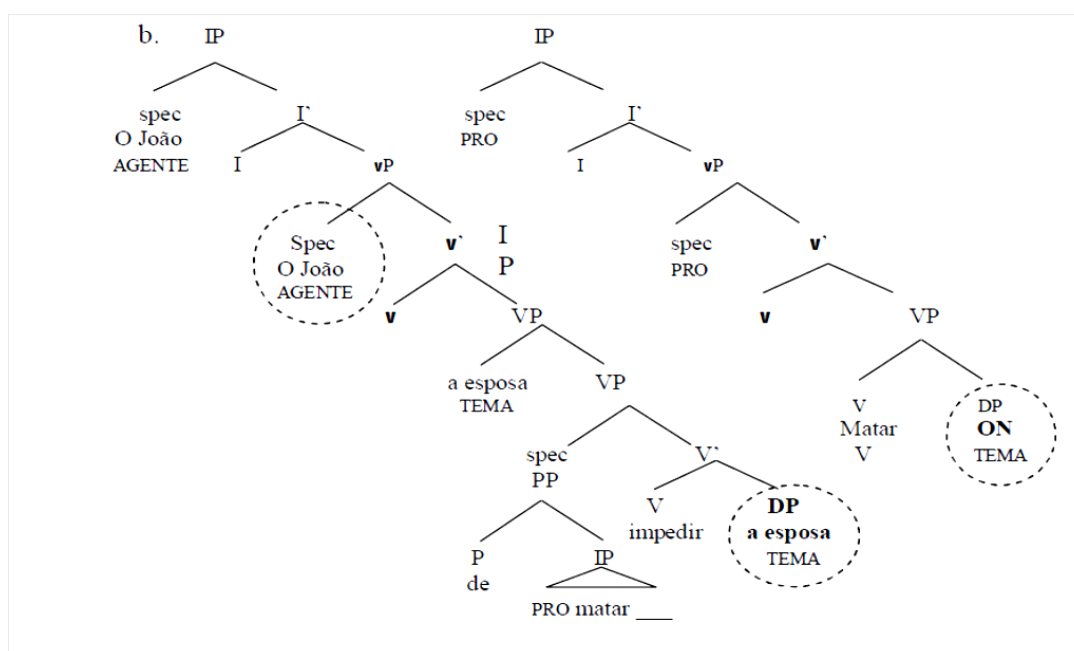 b. IP IP
spec I` spec I`
O João PRO
AGENTE I vP I vP
Spec v` I spec v`
O João P PRO
AGENTE
v VP v VP
a esposa VP V DP
TEMA Matar ON
V TEMA
spec V`
PP
V DP
impedir a esposa
TEMA
P IP
de
PRO matar ___